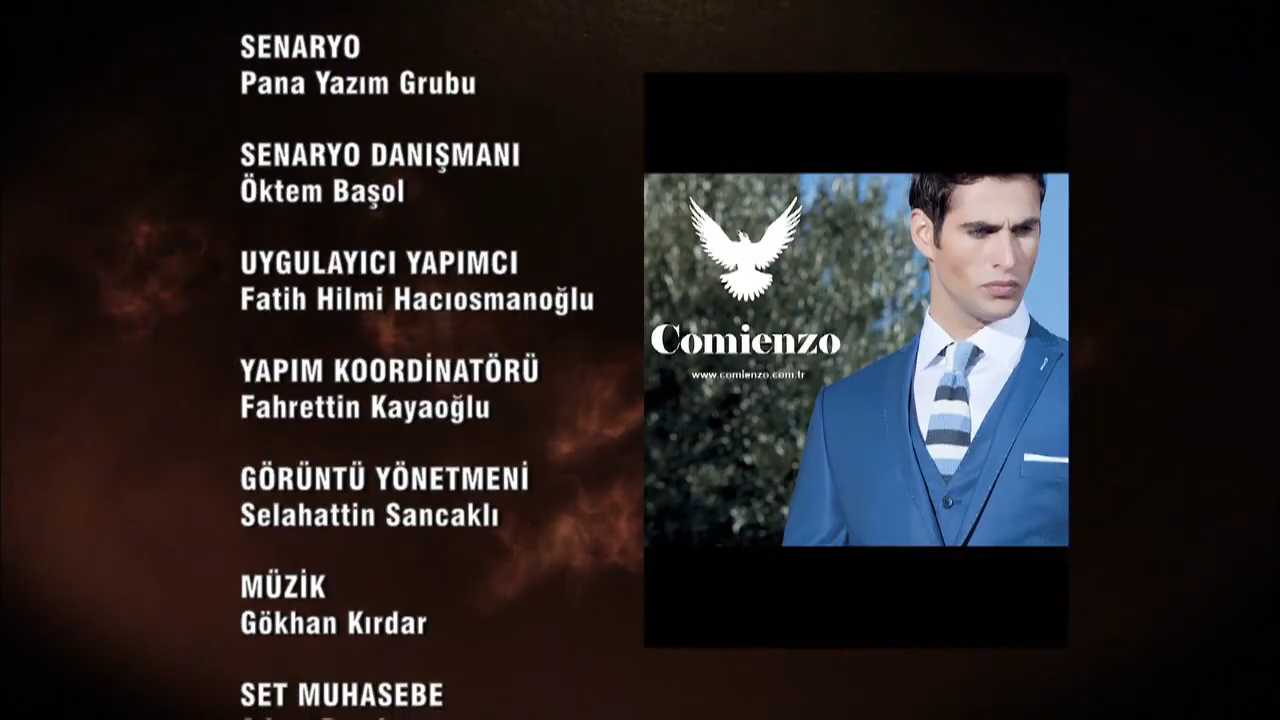 SENARYO
Pana Yazım Grubu
SENARYO DANIŞMANI
Öktem Başol
UYGULAYICI YAPIMCI
Fatih Hilmi Hacıosmanoğlu
YAPIM KOORDİNATÖRÜ
Fahrettin Kayaoğlu
GÖRÜNTÜ YÖNETMENİ
Selahattin Sancaklı
MÜZİK
Gökhan Kırdar
SET MUHASEBE
Comienzo
www.comienzo.com.tr